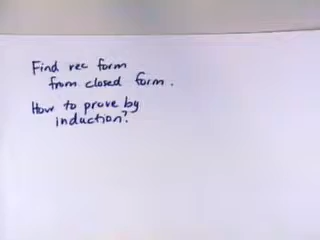 Find rec form
from closed form.
How to prove by
induction?